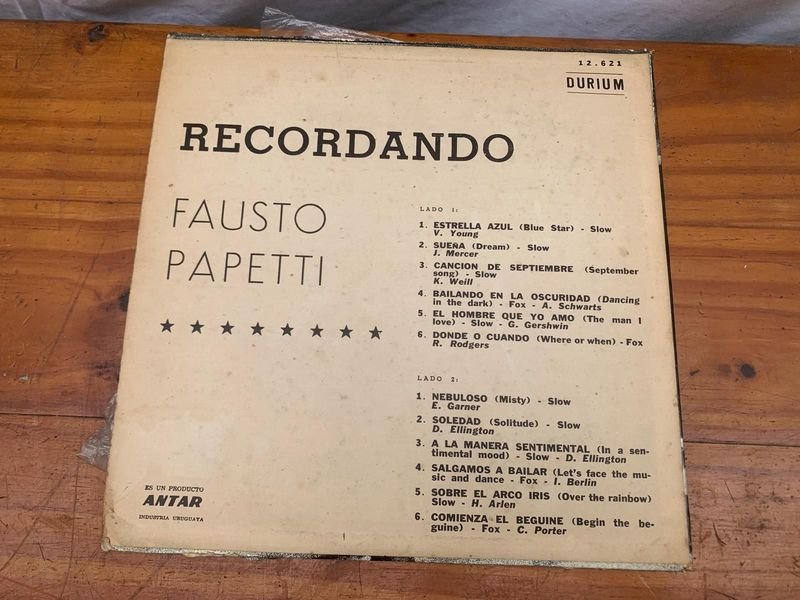 12.621
DURIUM
RECORDANDO
FAUSTO
PAPETTI
LADO 1:
1. ESTRELLA AZUL (Blue Star) - Slow
V. Young
2. SUEÑA (Dream) - Slow
J. Mercer
3. CANCION DE SEPTIEMBRE (September
song) - Slow
K. Weill
4. BAILANDO EN LA OSCURIDAD (Dancing
in the dark) - Fox - A. Schwarts
5. EL HOMBRE QUE YO AMO (The man I
love) - Slow - G. Gershwin
6. DONDE O CUANDO (Where or when) - Fox
R. Rodgers
LADO 2:
1. NEBULOSO (Misty) - Slow
E. Garner
2. SOLEDAD (Solitude) - Slow
D. Ellington
3. A LA MANERA SENTIMENTAL (In a sen-
timental mood) - Slow - D. Ellington
4. SALGAMOS A BAILAR (Let's face the mu-
sic and dance - Fox - I. Berlin
5. SOBRE EL ARCO IRIS (Over the rainbow)
Slow - H. Arlen
6. COMIENZA EL BEGUINE (Begin the be-
guine) - Fox - C. Porter
ES UN PRODUCTO
ANTAR
INDUSTRIA URUGUAYA